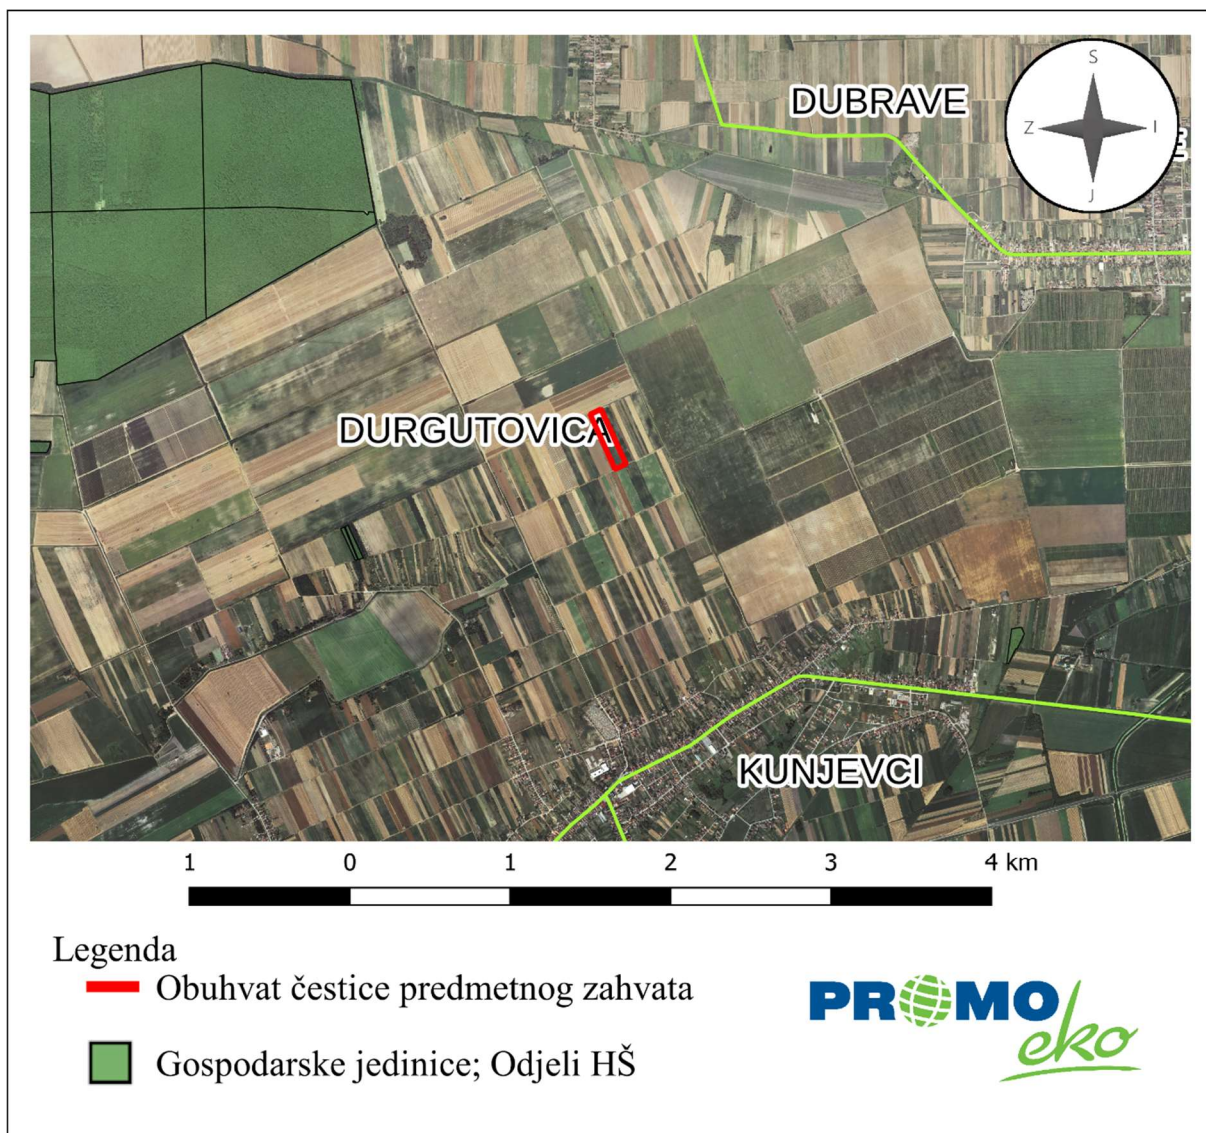 DUBRAVE
S
Z
I
J
E
DURGUTOVICA
KUNJEVCI
1 0 1 2 3 4 km
Legenda
Obuhvat čestice predmetnog zahvata
Gospodarske jedinice; Odjeli HŠ
PROMO
eko